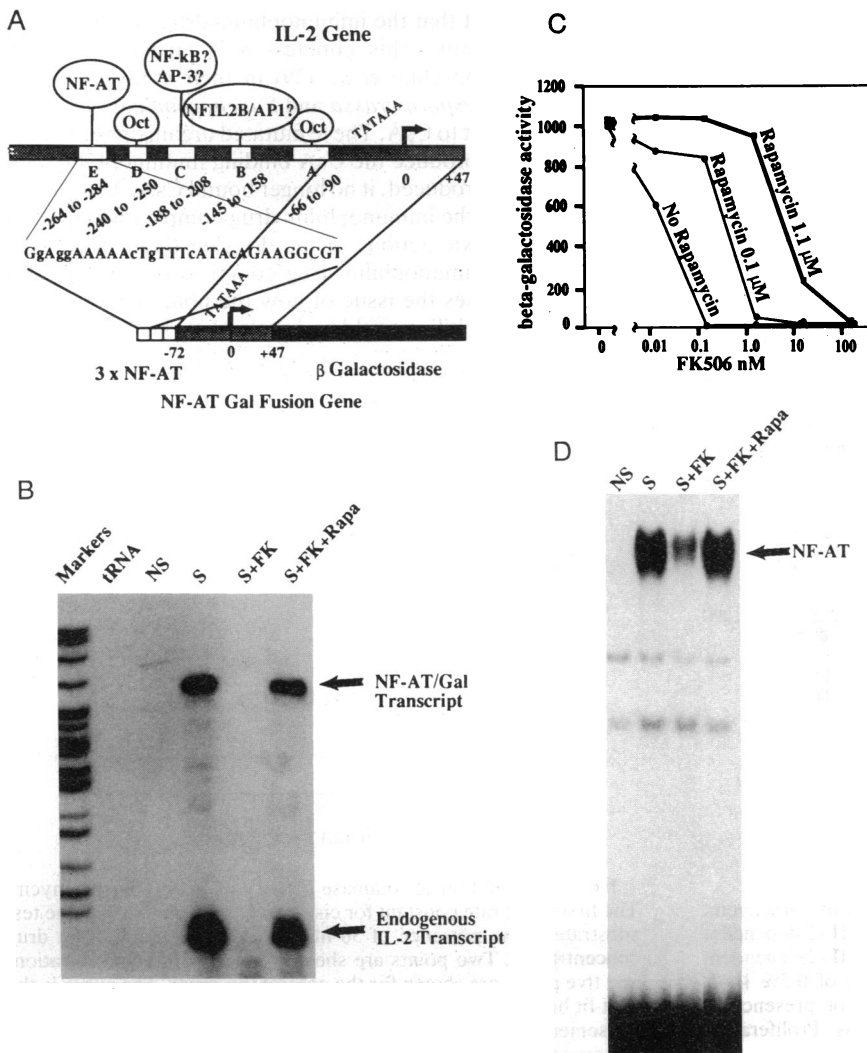 A
IL-2 Gene
NF-AT
Oct
NF-kB?
AP-3?
NFIL2B/AP1?
Oct
TATAAA
E
D
C
B
A
0
+47
-264 to -284
-240 to -250
-188 to -208
-145 to -158
-66 to -90
GgAggAAAAAcTgTTTcATAcAGAAGGCGT
TATAAA
-72
0
+47
3 x NF-AT
β Galactosidase
NF-AT Gal Fusion Gene
C
beta-galactosidase activity
1200
1000
800
600
400
200
0
Rapamycin 1.1 µM
Rapamycin 0.1 µM
No Rapamycin
0
0.01
0.1
1.0
10
100
FK506 nM
B
Markers
tRNA
NS
S
S+FK
S+FK+Rapa
NF-AT/Gal
Transcript
Endogenous
IL-2 Transcript
D
NS
S
S+FK
S+FK+Rapa
NF-AT